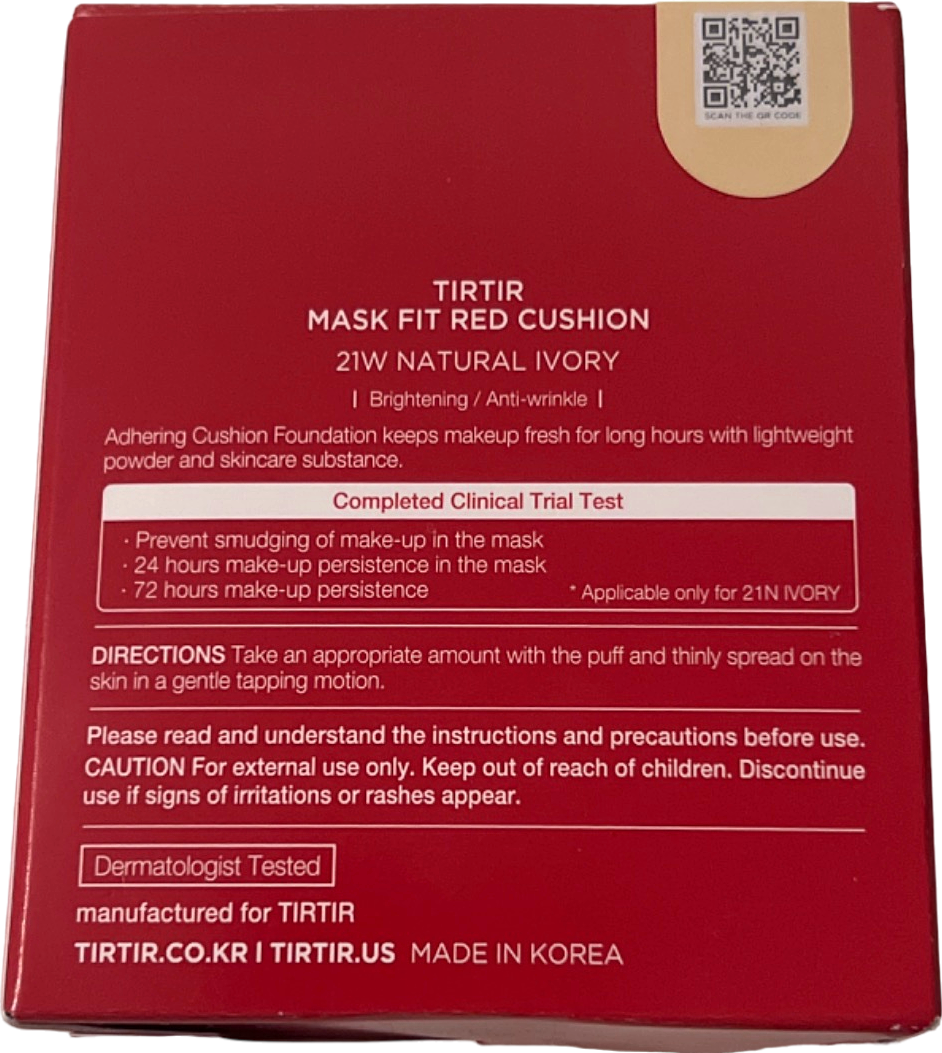 SCAN THE QR CODE
TIRTIR
MASK FIT RED CUSHION
21W NATURAL IVORY
| Brightening / Anti-wrinkle |
Adhering Cushion Foundation keeps makeup fresh for long hours with lightweight
powder and skincare substance.
Completed Clinical Trial Test
· Prevent smudging of make-up in the mask
· 24 hours make-up persistence in the mask
· 72 hours make-up persistence * Applicable only for 21N IVORY
DIRECTIONS Take an appropriate amount with the puff and thinly spread on the
skin in a gentle tapping motion.
Please read and understand the instructions and precautions before use.
CAUTION For external use only. Keep out of reach of children. Discontinue
use if signs of irritations or rashes appear.
Dermatologist Tested
manufactured for TIRTIR
TIRTIR.CO.KR | TIRTIR.US MADE IN KOREA